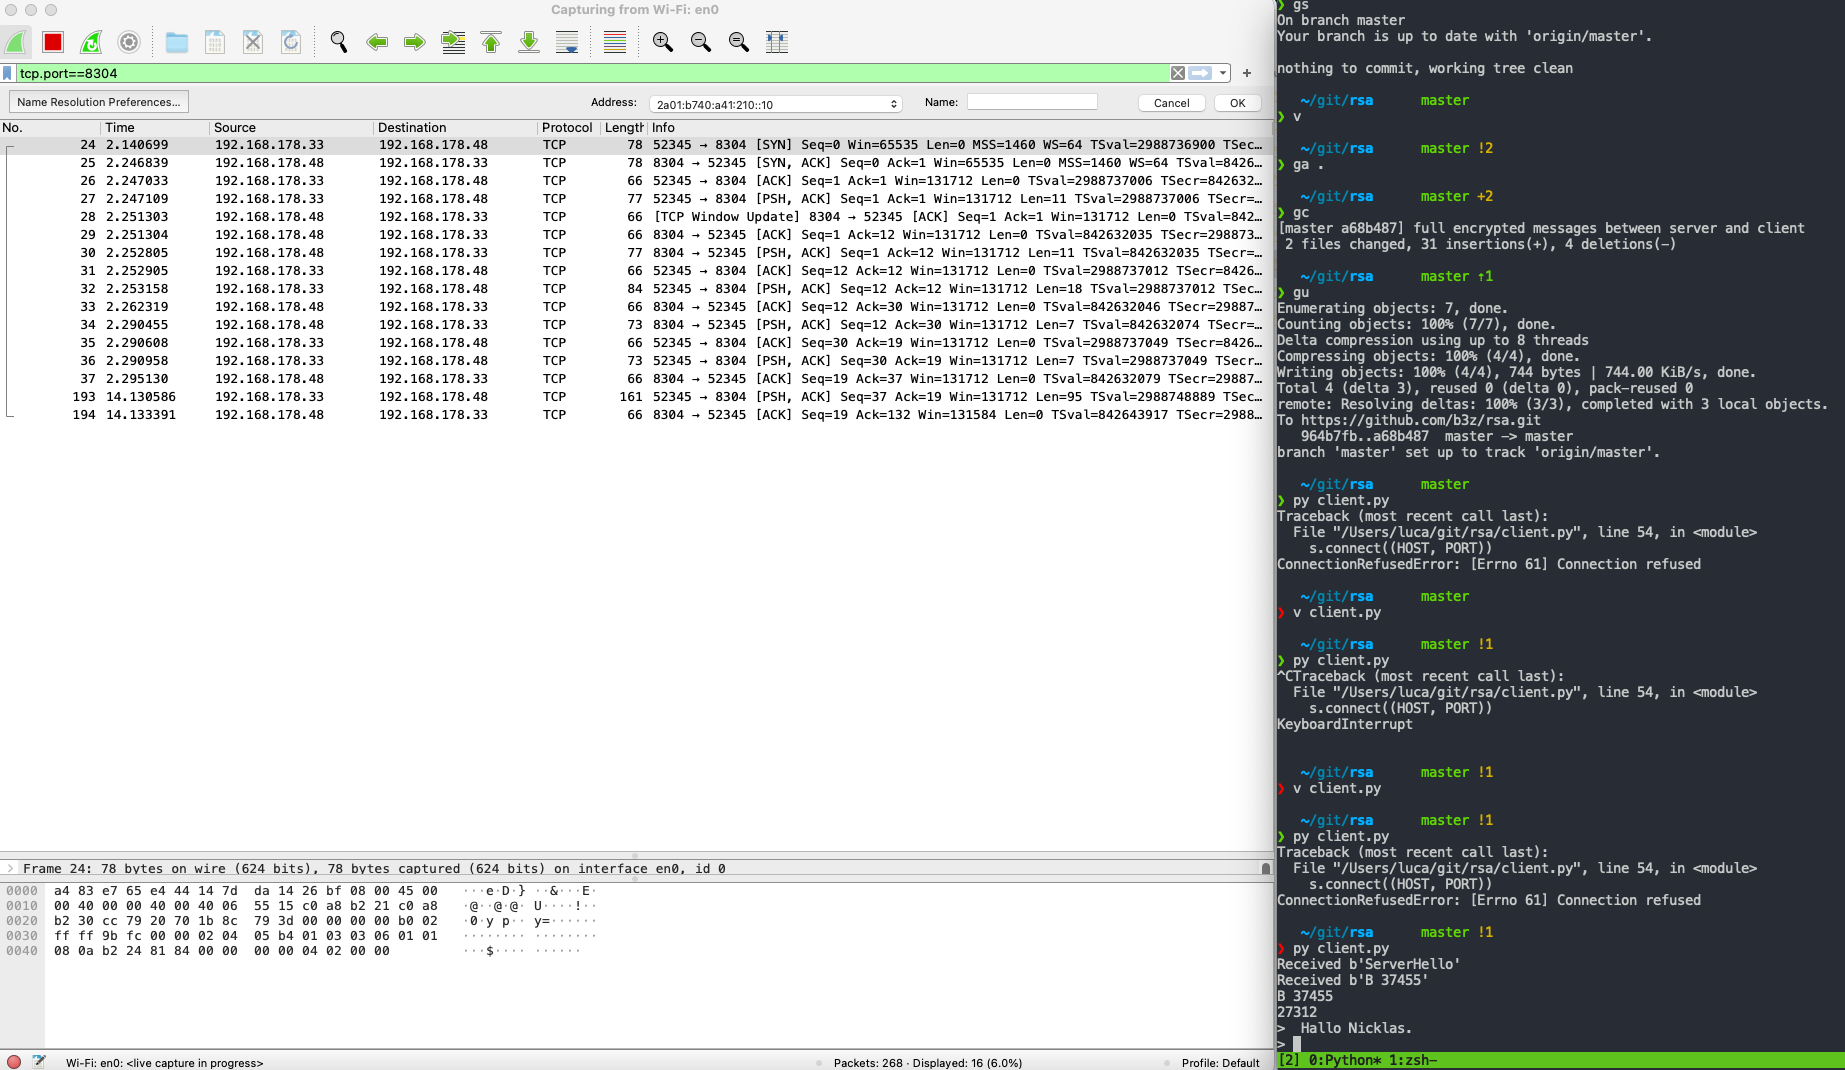 Capturing from Wi-Fi: en0
tcp.port==8304
Name Resolution Preferences...
Address:
2a01:b740:a41:210::10
Name:
Cancel
OK
No. Time Source Destination Protocol Length Info
24 2.140699 192.168.178.33 192.168.178.48 TCP 78 52345 → 8304 [SYN] Seq=0 Win=65535 Len=0 MSS=1460 WS=64 TSval=2988736900 TSec…
25 2.246839 192.168.178.48 192.168.178.33 TCP 78 8304 → 52345 [SYN, ACK] Seq=0 Ack=1 Win=65535 Len=0 MSS=1460 WS=64 TSval=8426…
26 2.247033 192.168.178.33 192.168.178.48 TCP 66 52345 → 8304 [ACK] Seq=1 Ack=1 Win=131712 Len=0 TSval=2988737006 TSecr=842632…
27 2.247109 192.168.178.33 192.168.178.48 TCP 77 52345 → 8304 [PSH, ACK] Seq=1 Ack=1 Win=131712 Len=11 TSval=2988737006 TSecr=…
28 2.251303 192.168.178.48 192.168.178.33 TCP 66 [TCP Window Update] 8304 → 52345 [ACK] Seq=1 Ack=1 Win=131712 Len=0 TSval=842…
29 2.251304 192.168.178.48 192.168.178.33 TCP 66 8304 → 52345 [ACK] Seq=1 Ack=12 Win=131712 Len=0 TSval=842632035 TSecr=298873…
30 2.252805 192.168.178.48 192.168.178.33 TCP 77 8304 → 52345 [PSH, ACK] Seq=1 Ack=12 Win=131712 Len=11 TSval=842632035 TSecr=…
31 2.252905 192.168.178.33 192.168.178.48 TCP 66 52345 → 8304 [ACK] Seq=12 Ack=12 Win=131712 Len=0 TSval=2988737012 TSecr=8426…
32 2.253158 192.168.178.33 192.168.178.48 TCP 84 52345 → 8304 [PSH, ACK] Seq=12 Ack=12 Win=131712 Len=18 TSval=2988737012 TSec…
33 2.262319 192.168.178.48 192.168.178.33 TCP 66 8304 → 52345 [ACK] Seq=12 Ack=30 Win=131712 Len=0 TSval=842632046 TSecr=29887…
34 2.290455 192.168.178.48 192.168.178.33 TCP 73 8304 → 52345 [PSH, ACK] Seq=12 Ack=30 Win=131712 Len=7 TSval=842632074 TSecr=…
35 2.290608 192.168.178.33 192.168.178.48 TCP 66 52345 → 8304 [ACK] Seq=30 Ack=19 Win=131712 Len=0 TSval=2988737049 TSecr=8426…
36 2.290958 192.168.178.33 192.168.178.48 TCP 73 52345 → 8304 [PSH, ACK] Seq=30 Ack=19 Win=131712 Len=7 TSval=2988737049 TSecr…
37 2.295130 192.168.178.48 192.168.178.33 TCP 66 8304 → 52345 [ACK] Seq=19 Ack=37 Win=131712 Len=0 TSval=842632079 TSecr=29887…
193 14.130586 192.168.178.33 192.168.178.48 TCP 161 52345 → 8304 [PSH, ACK] Seq=37 Ack=19 Win=131712 Len=95 TSval=2988748889 TSec…
194 14.133391 192.168.178.48 192.168.178.33 TCP 66 8304 → 52345 [ACK] Seq=19 Ack=132 Win=131584 Len=0 TSval=842643917 TSecr=2988…
Frame 24: 78 bytes on wire (624 bits), 78 bytes captured (624 bits) on interface en0, id 0
0000 a4 83 e7 65 e4 44 14 7d da 14 26 bf 08 00 45 00 ···e·D·} ··&···E·
0010 00 40 00 00 40 00 40 06 55 15 c0 a8 b2 21 c0 a8 ·@··@·@· U····!··
0020 b2 30 cc 79 20 70 1b 8c 79 3d 00 00 00 00 b0 02 ·0·y p·· y=······
0030 ff ff 9b fc 00 00 02 04 05 b4 01 03 03 06 01 01 ········ ········
0040 08 0a b2 24 81 84 00 00 00 00 04 02 00 00 ···$···· ······
Wi-Fi: en0: <live capture in progress>
Packets: 268 · Displayed: 16 (6.0%)
Profile: Default
❯ gs
On branch master
Your branch is up to date with 'origin/master'.
nothing to commit, working tree clean
~/git/rsa master
❯ v
~/git/rsa master !2
❯ ga .
~/git/rsa master +2
❯ gc
[master a68b487] full encrypted messages between server and client
2 files changed, 31 insertions(+), 4 deletions(-)
~/git/rsa master ⇡1
❯ gu
Enumerating objects: 7, done.
Counting objects: 100% (7/7), done.
Delta compression using up to 8 threads
Compressing objects: 100% (4/4), done.
Writing objects: 100% (4/4), 744 bytes | 744.00 KiB/s, done.
Total 4 (delta 3), reused 0 (delta 0), pack-reused 0
remote: Resolving deltas: 100% (3/3), completed with 3 local objects.
To https://github.com/b3z/rsa.git
964b7fb..a68b487 master -> master
branch 'master' set up to track 'origin/master'.
~/git/rsa master
❯ py client.py
Traceback (most recent call last):
File "/Users/luca/git/rsa/client.py", line 54, in <module>
s.connect((HOST, PORT))
ConnectionRefusedError: [Errno 61] Connection refused
~/git/rsa master
❯ v client.py
~/git/rsa master !1
❯ py client.py
^CTraceback (most recent call last):
File "/Users/luca/git/rsa/client.py", line 54, in <module>
s.connect((HOST, PORT))
KeyboardInterrupt
~/git/rsa master !1
❯ v client.py
~/git/rsa master !1
❯ py client.py
Traceback (most recent call last):
File "/Users/luca/git/rsa/client.py", line 54, in <module>
s.connect((HOST, PORT))
ConnectionRefusedError: [Errno 61] Connection refused
~/git/rsa master !1
❯ py client.py
Received b'ServerHello'
Received b'B 37455'
B 37455
27312
> Hallo Nicklas.
>
[2] 0:Python* 1:zsh-